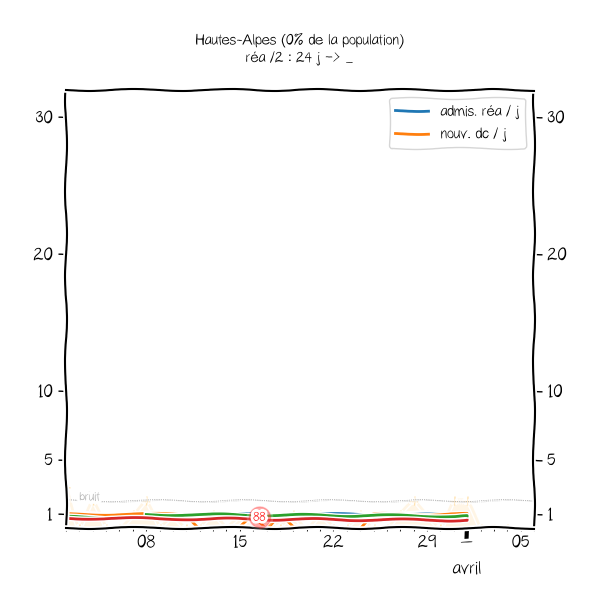 Hautes-Alpes (0% de la population)
réa /2 : 24 j -> _
admis. réa / j
nouv. dc / j
30 30
20 20
10 10
5 5
... bruit
1 88 1
08 15 22 29 _ 05
avril